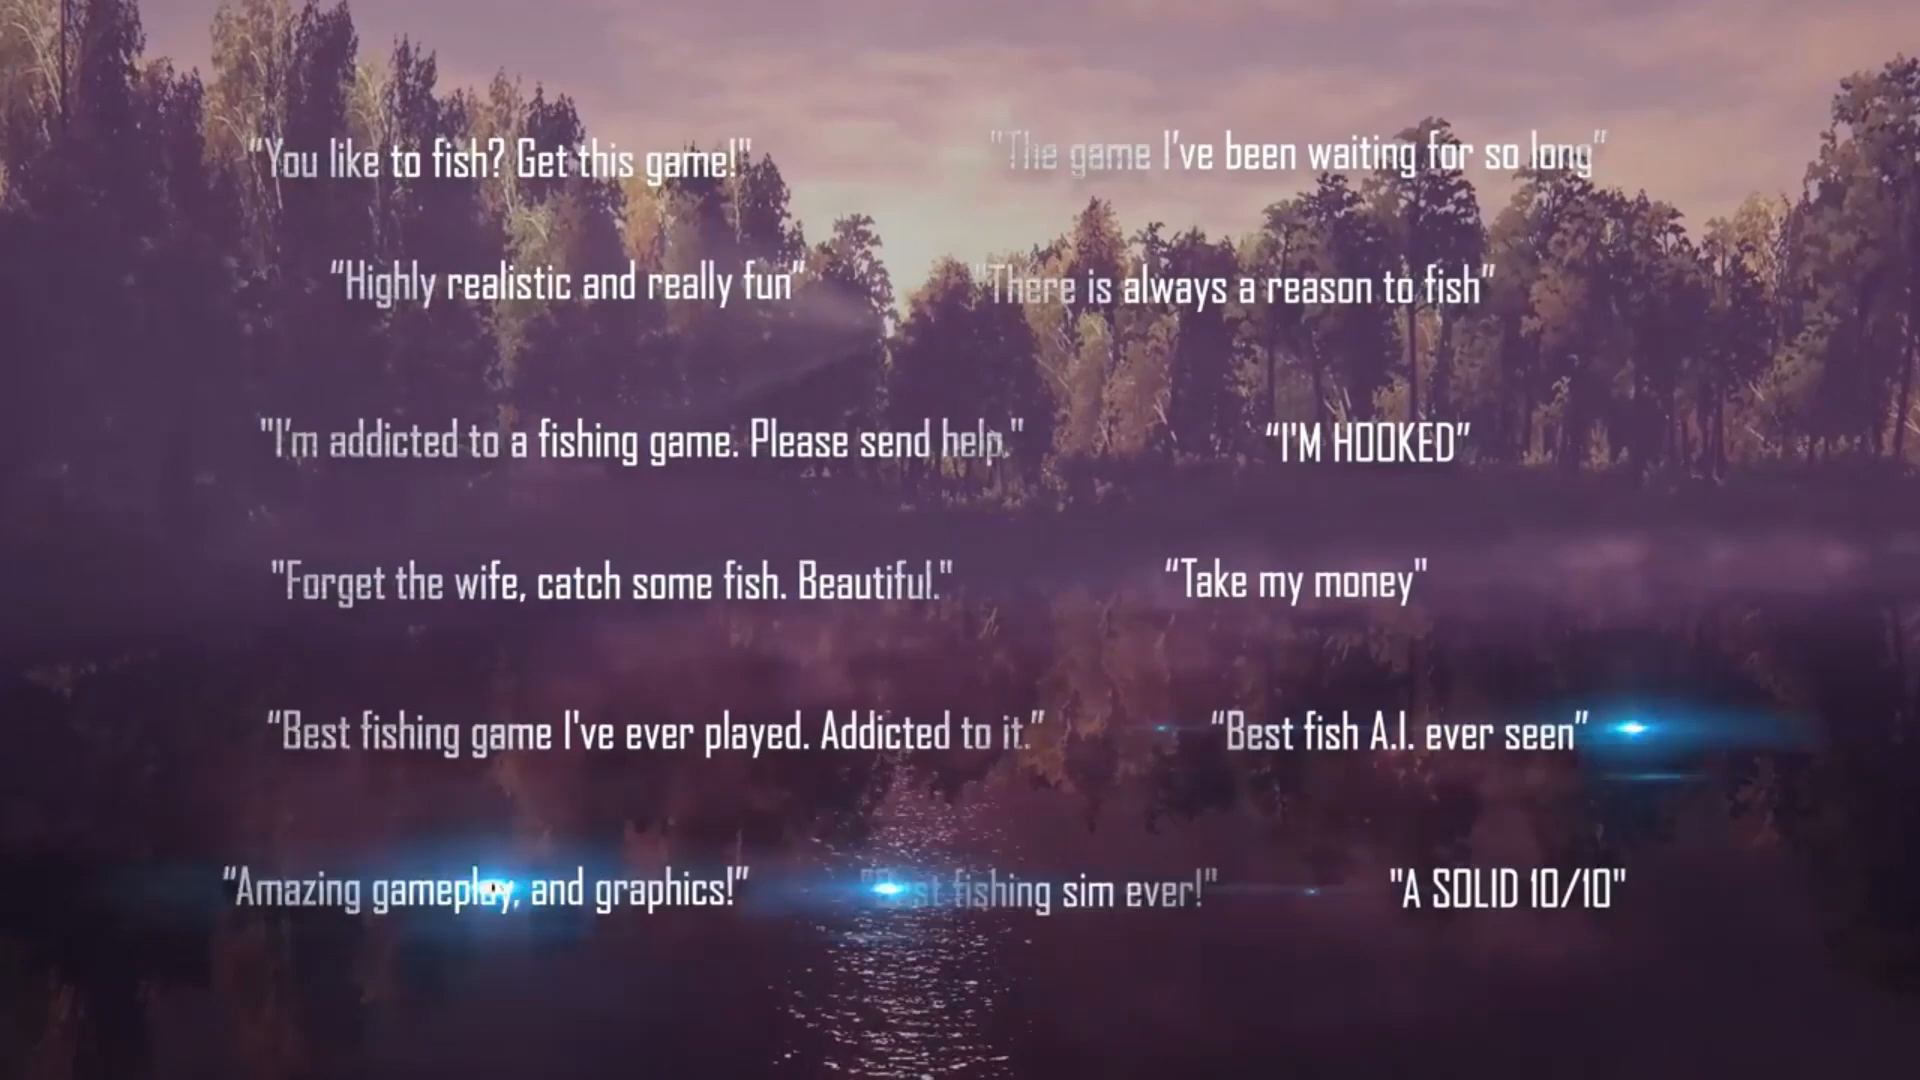 "You like to fish? Get this game!"
"The game I've been waiting for so long"
"Highly realistic and really fun"
"There is always a reason to fish"
"I'm addicted to a fishing game. Please send help."
"I'M HOOKED"
"Forget the wife, catch some fish. Beautiful."
"Take my money"
"Best fishing game I've ever played. Addicted to it."
"Best fish A.I. ever seen"
"Amazing gameplay, and graphics!"
"Best fishing sim ever!"
"A SOLID 10/10"